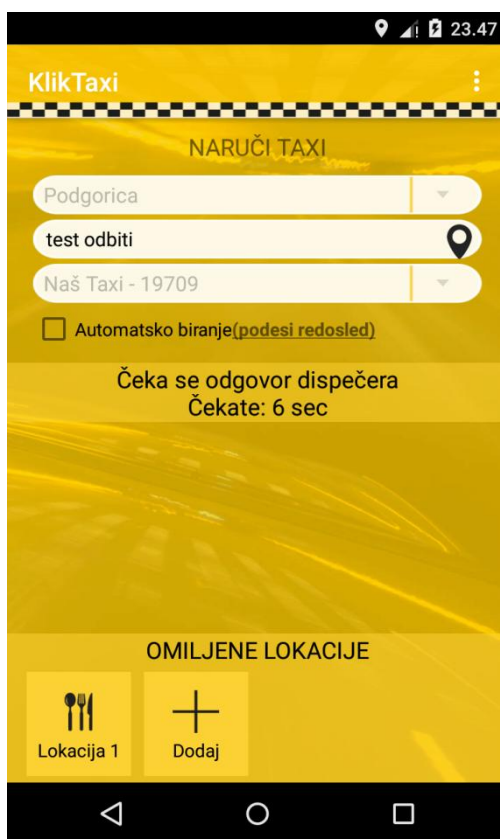 23.47
KlikTaxi
NARUČI TAXI
Podgorica
test odbiti
Naš Taxi - 19709
Automatsko biranje(podesi redosled)
Čeka se odgovor dispečera
Čekate: 6 sec
OMILJENE LOKACIJE
Lokacija 1
Dodaj